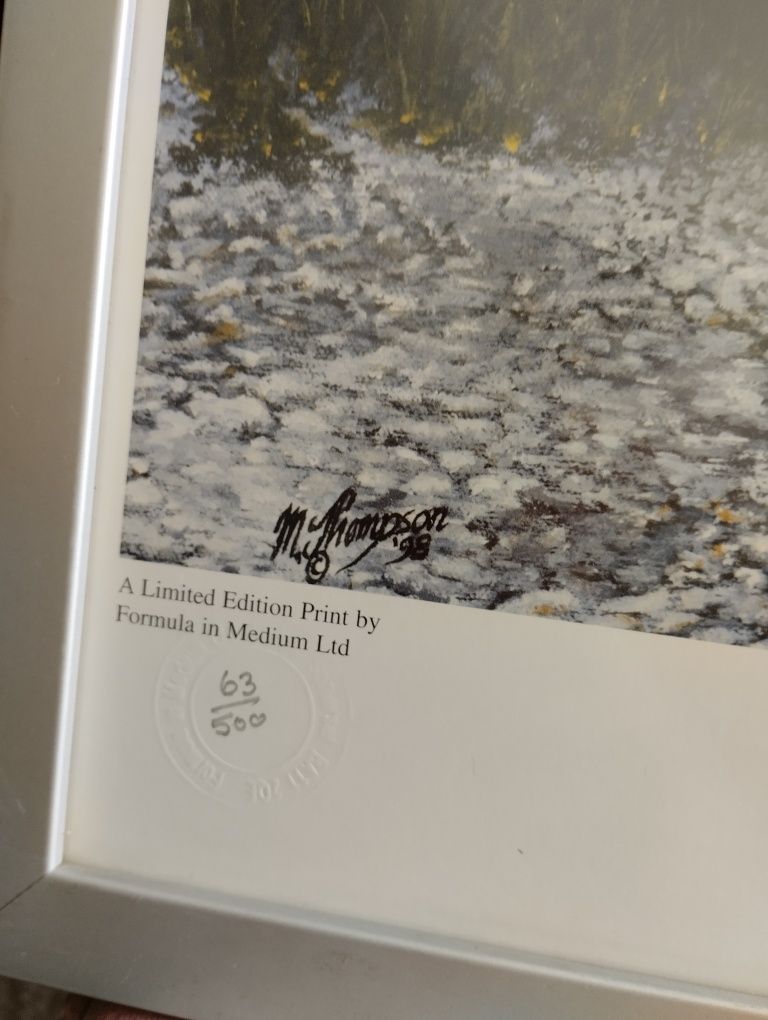 M. Thompson
© '98
A Limited Edition Print by
Formula in Medium Ltd
63
500